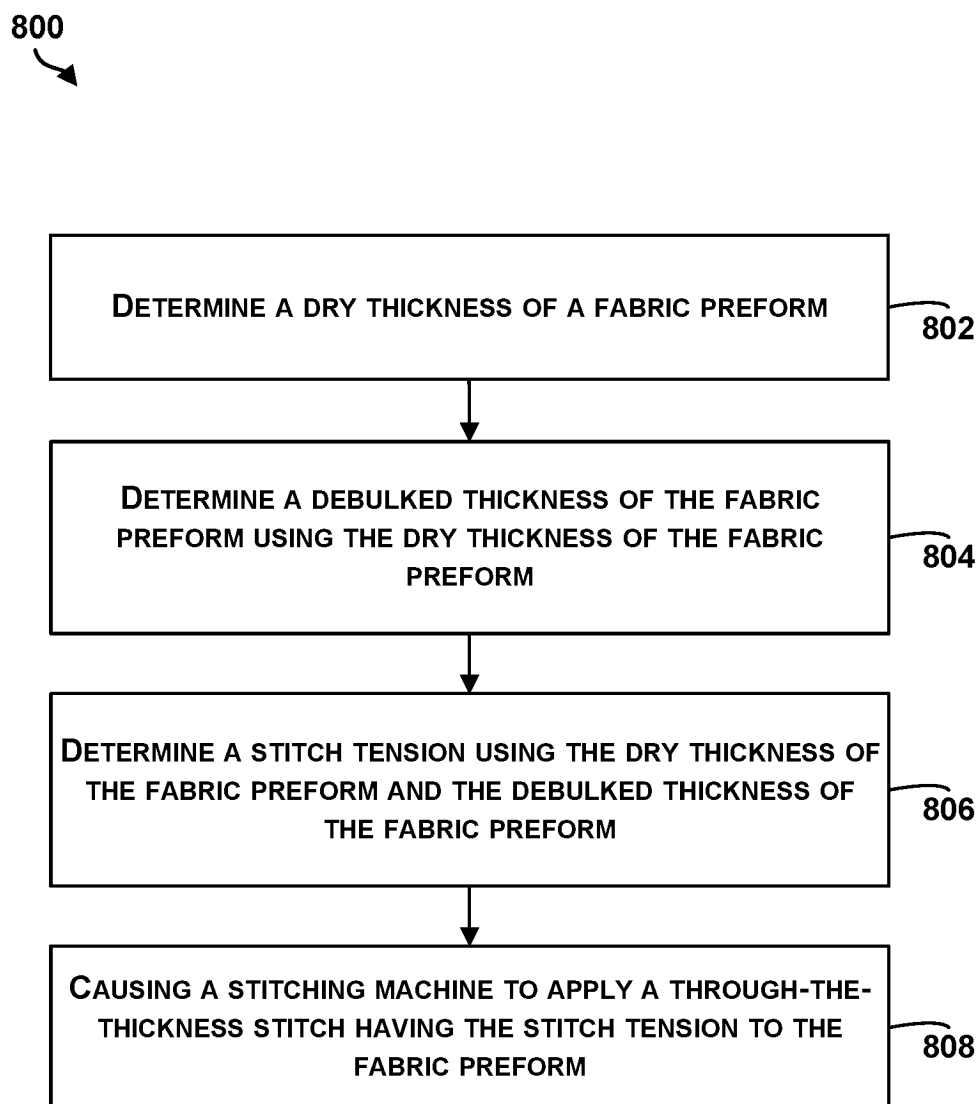 800
DETERMINE A DRY THICKNESS OF A FABRIC PREFORM
802
DETERMINE A DEBULKED THICKNESS OF THE FABRIC
PREFORM USING THE DRY THICKNESS OF THE FABRIC
PREFORM
804
DETERMINE A STITCH TENSION USING THE DRY THICKNESS OF
THE FABRIC PREFORM AND THE DEBULKED THICKNESS OF
THE FABRIC PREFORM
806
CAUSING A STITCHING MACHINE TO APPLY A THROUGH-THE-
THICKNESS STITCH HAVING THE STITCH TENSION TO THE
FABRIC PREFORM
808